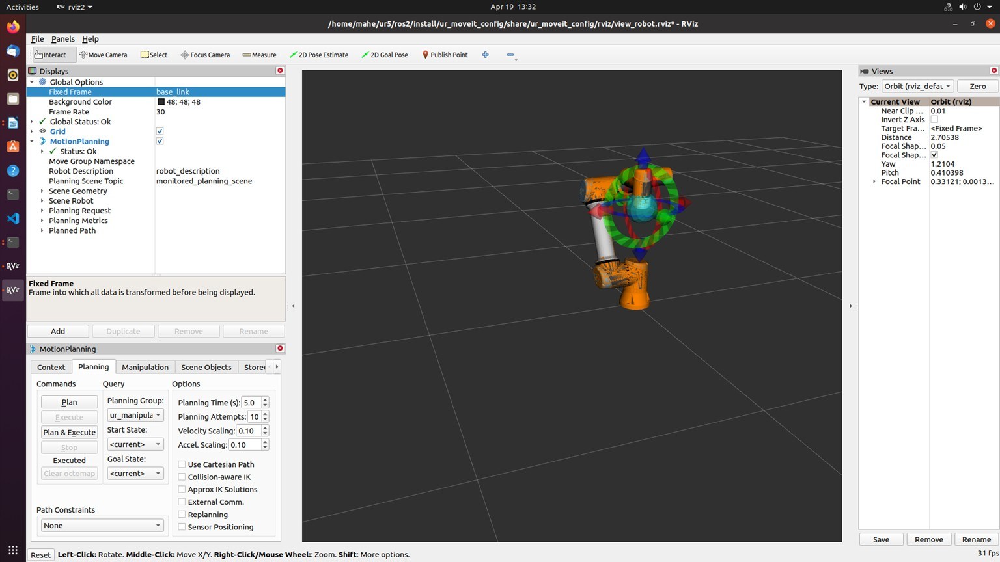 Activities
rviz2
Apr 19 13:32
/home/mahe/ur5/ros2/install/ur_moveit_config/share/ur_moveit_config/rviz/view_robot.rviz* - RViz
File Panels Help
Interact Move Camera Select Focus Camera Measure 2D Pose Estimate 2D Goal Pose Publish Point
Displays
Global Options
Fixed Frame base_link
Background Color 48; 48; 48
Frame Rate 30
Global Status: Ok
Grid
MotionPlanning
Status: Ok
Move Group Namespace
Robot Description robot_description
Planning Scene Topic monitored_planning_scene
Scene Geometry
Scene Robot
Planning Request
Planning Metrics
Planned Path
Fixed Frame
Frame into which all data is transformed before being displayed.
Add Duplicate Remove Rename
MotionPlanning
Context Planning Manipulation Scene Objects Store
Commands Query Options
Plan
Execute
Plan & Execute
Stop
Executed
Clear octomap
Planning Group:
ur_manipula
Start State:
<current>
Goal State:
<current>
Planning Time (s): 5.0
Planning Attempts: 10
Velocity Scaling: 0.10
Accel. Scaling: 0.10
Use Cartesian Path
Collision-aware IK
Approx IK Solutions
External Comm.
Replanning
Sensor Positioning
Path Constraints
None
Views
Type: Orbit (rviz_defau Zero
Current View Orbit (rviz)
Near Clip ... 0.01
Invert Z Axis
Target Fra... <Fixed Frame>
Distance 2.70538
Focal Shap... 0.05
Focal Shap...
Yaw 1.2104
Pitch 0.410398
Focal Point 0.33121; 0.0013...
Save Remove Rename
Reset Left-Click: Rotate. Middle-Click: Move X/Y. Right-Click/Mouse Wheel:: Zoom. Shift: More options.
31 fps
RViz
RViz